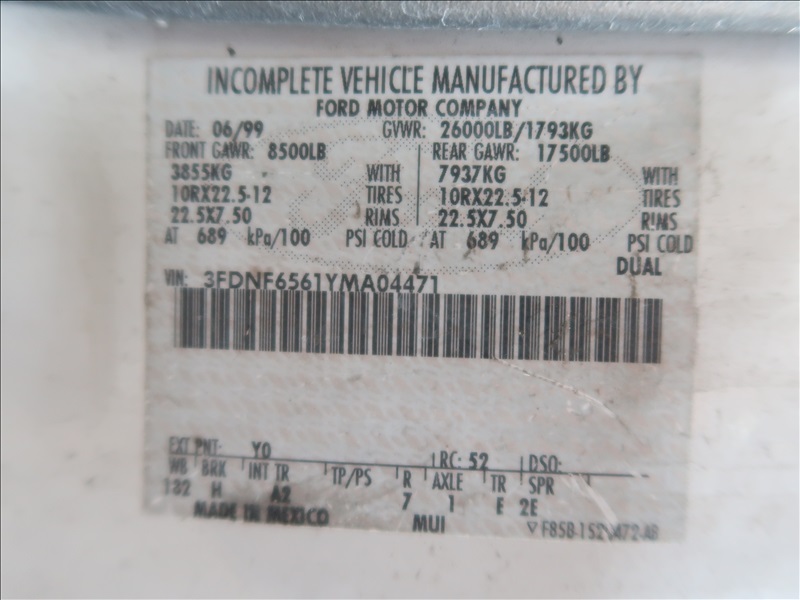 INCOMPLETE VEHICLE MANUFACTURED BY
FORD MOTOR COMPANY
DATE: 06/99 GVWR: 26000LB/1793KG
FRONT GAWR: 8500LB REAR GAWR: 17500LB
3855KG WITH 7937KG WITH
10RX22.5-12 TIRES 10RX22.5-12 TIRES
22.5X7.50 RIMS 22.5X7.50 RIMS
AT 689 kPa/100 PSI COLD AT 689 kPa/100 PSI COLD
DUAL
VIN: 3FDNF6561YMA04471
EXT PNT: YO RC: 52 DSO:
WB BRK INT TR TP/PS R AXLE TR SPR
182 H A2 7 1 E 2E
MADE IN MEXICO MUI